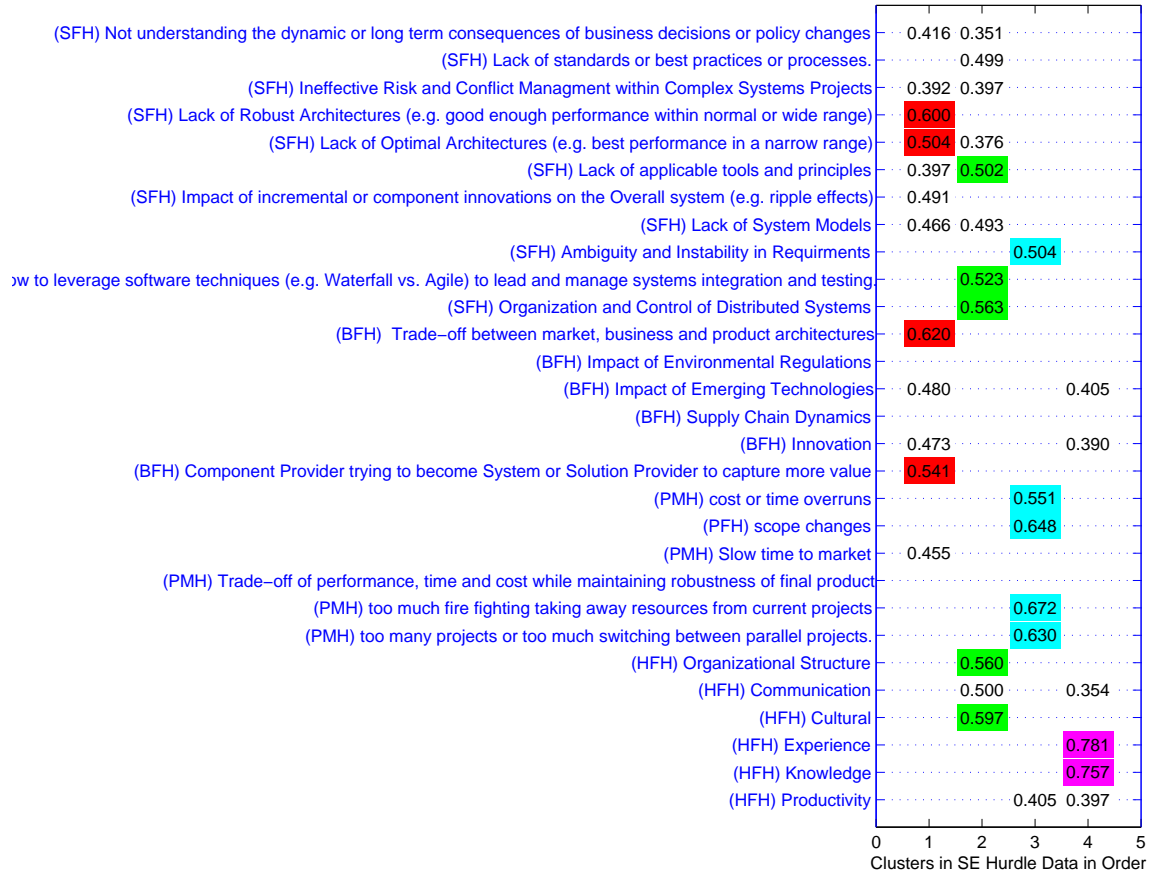 (SFH) Not understanding the dynamic or long term consequences of business decisions or policy changes 0.416 0.351
(SFH) Lack of standards or best practices or processes. 0.499
(SFH) Ineffective Risk and Conflict Managment within Complex Systems Projects 0.392 0.397
(SFH) Lack of Robust Architectures (e.g. good enough performance within normal or wide range) 0.600
(SFH) Lack of Optimal Architectures (e.g. best performance in a narrow range) 0.504 0.376
(SFH) Lack of applicable tools and principles 0.397 0.502
(SFH) Impact of incremental or component innovations on the Overall system (e.g. ripple effects) 0.491
(SFH) Lack of System Models 0.466 0.493
(SFH) Ambiguity and Instability in Requirments 0.504
ow to leverage software techniques (e.g. Waterfall vs. Agile) to lead and manage systems integration and testing. 0.523
(SFH) Organization and Control of Distributed Systems 0.563
(BFH) Trade−off between market, business and product architectures 0.620
(BFH) Impact of Environmental Regulations
(BFH) Impact of Emerging Technologies 0.480 0.405
(BFH) Supply Chain Dynamics
(BFH) Innovation 0.473 0.390
(BFH) Component Provider trying to become System or Solution Provider to capture more value 0.541
(PMH) cost or time overruns 0.551
(PFH) scope changes 0.648
(PMH) Slow time to market 0.455
(PMH) Trade−off of performance, time and cost while maintaining robustness of final product
(PMH) too much fire fighting taking away resources from current projects 0.672
(PMH) too many projects or too much switching between parallel projects. 0.630
(HFH) Organizational Structure 0.560
(HFH) Communication 0.500 0.354
(HFH) Cultural 0.597
(HFH) Experience 0.781
(HFH) Knowledge 0.757
(HFH) Productivity 0.405 0.397
0 1 2 3 4 5
Clusters in SE Hurdle Data in Order